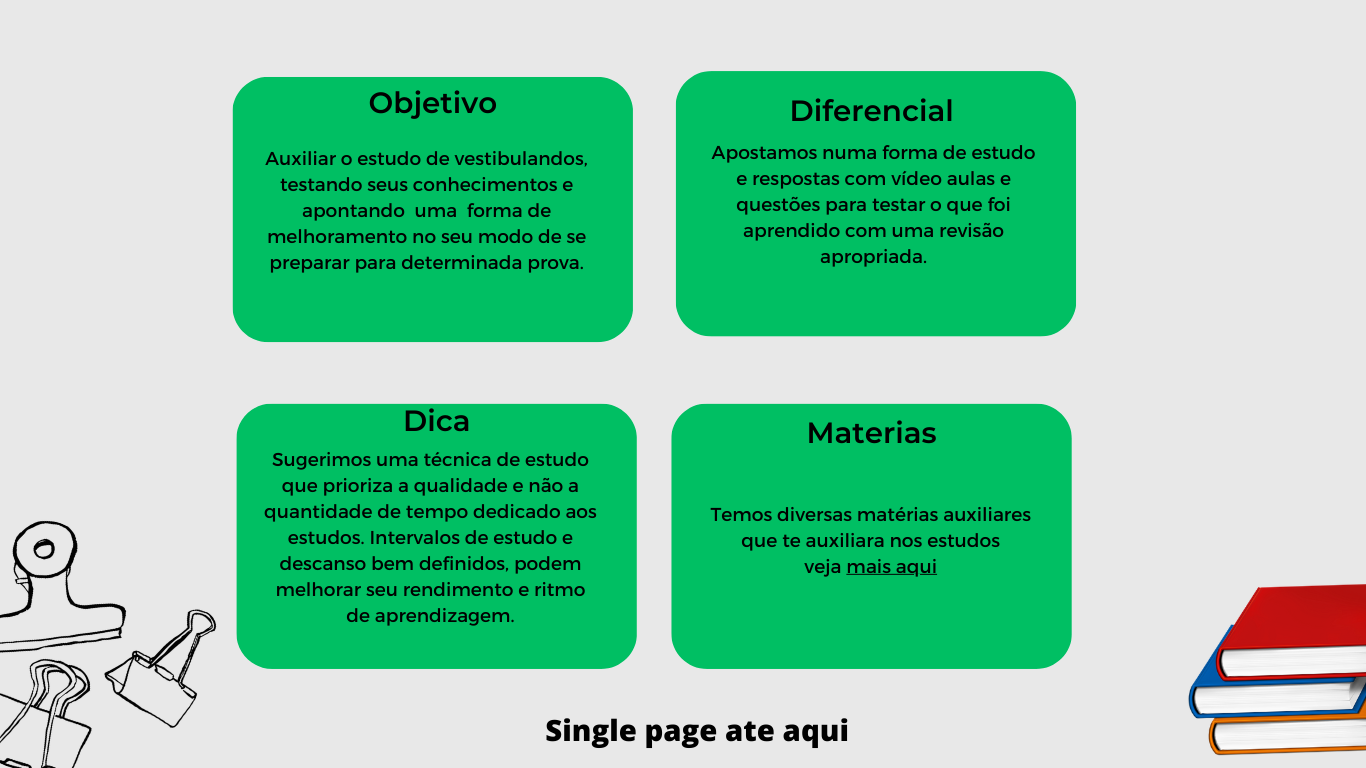 Objetivo
Auxiliar o estudo de vestibulandos,
testando seus conhecimentos e
apontando uma forma de
melhoramento no seu modo de se
preparar para determinada prova.
Diferencial
Apostamos numa forma de estudo
e respostas com vídeo aulas e
questões para testar o que foi
aprendido com uma revisão
apropriada.
Dica
Sugerimos uma técnica de estudo
que prioriza a qualidade e não a
quantidade de tempo dedicado aos
estudos. Intervalos de estudo e
descanso bem definidos, podem
melhorar seu rendimento e ritmo
de aprendizagem.
Materias
Temos diversas matérias auxiliares
que te auxiliara nos estudos
veja mais aqui
Single page ate aqui